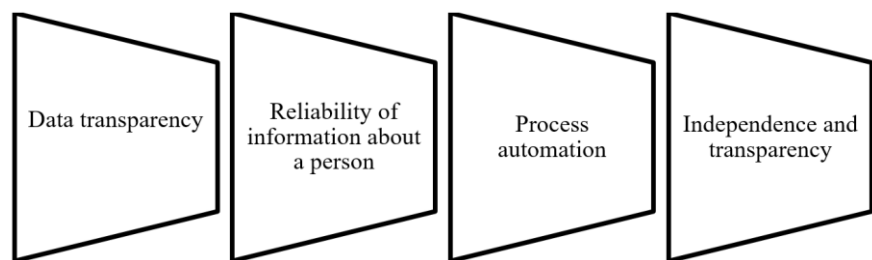 Data transparency
Reliability of
information about
a person
Process
automation
Independence and
transparency